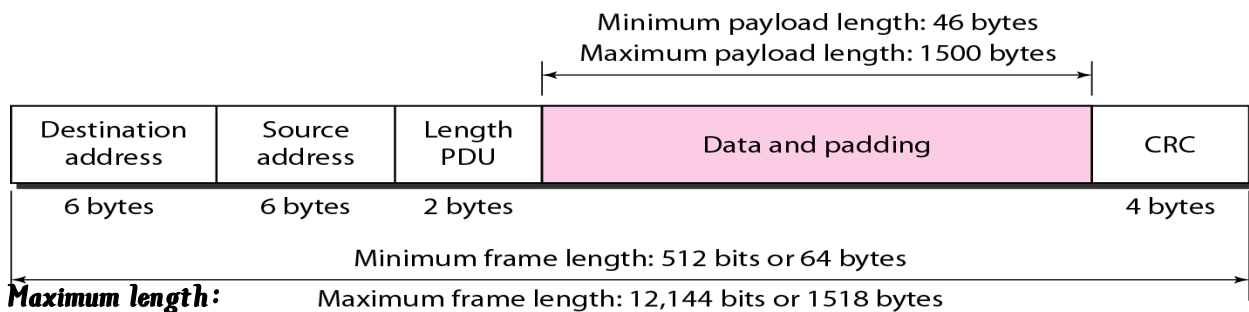 Minimum payload length: 46 bytes
Maximum payload length: 1500 bytes
Destination address
Source address
Length PDU
Data and padding
CRC
6 bytes
6 bytes
2 bytes
4 bytes
Minimum frame length: 512 bits or 64 bytes
Maximum length:
Maximum frame length: 12,144 bits or 1518 bytes